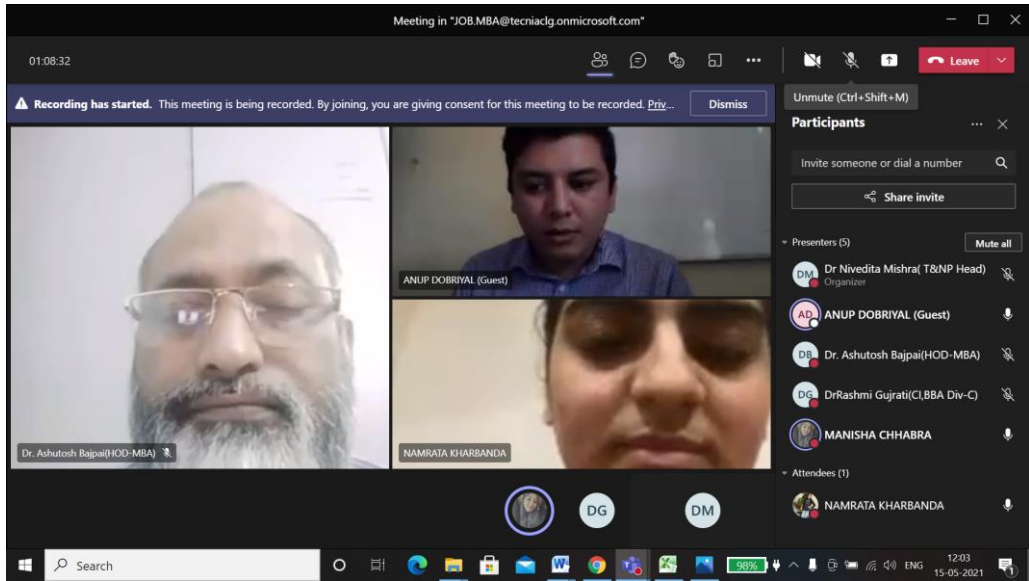 Meeting in "JOB.MBA@tecniaclg.onmicrosoft.com"
01:08:32
Leave
Recording has started. This meeting is being recorded. By joining, you are giving consent for this meeting to be recorded. Priv...
Dismiss
Unmute (Ctrl+Shift+M)
Participants
Invite someone or dial a number
Share invite
Presenters (5)
Mute all
DM
Dr Nivedita Mishra( T&NP Head)
Organizer
AD
ANUP DOBRIYAL (Guest)
DB
Dr. Ashutosh Bajpai(HOD-MBA)
DG
DrRashmi Gujrati(CI,BBA Div-C)
MANISHA CHHABRA
Attendees (1)
NAMRATA KHARBANDA
ANUP DOBRIYAL (Guest)
Dr. Ashutosh Bajpai(HOD-MBA)
NAMRATA KHARBANDA
DG
DM
Search
98%
ENG
12:03
15-05-2021